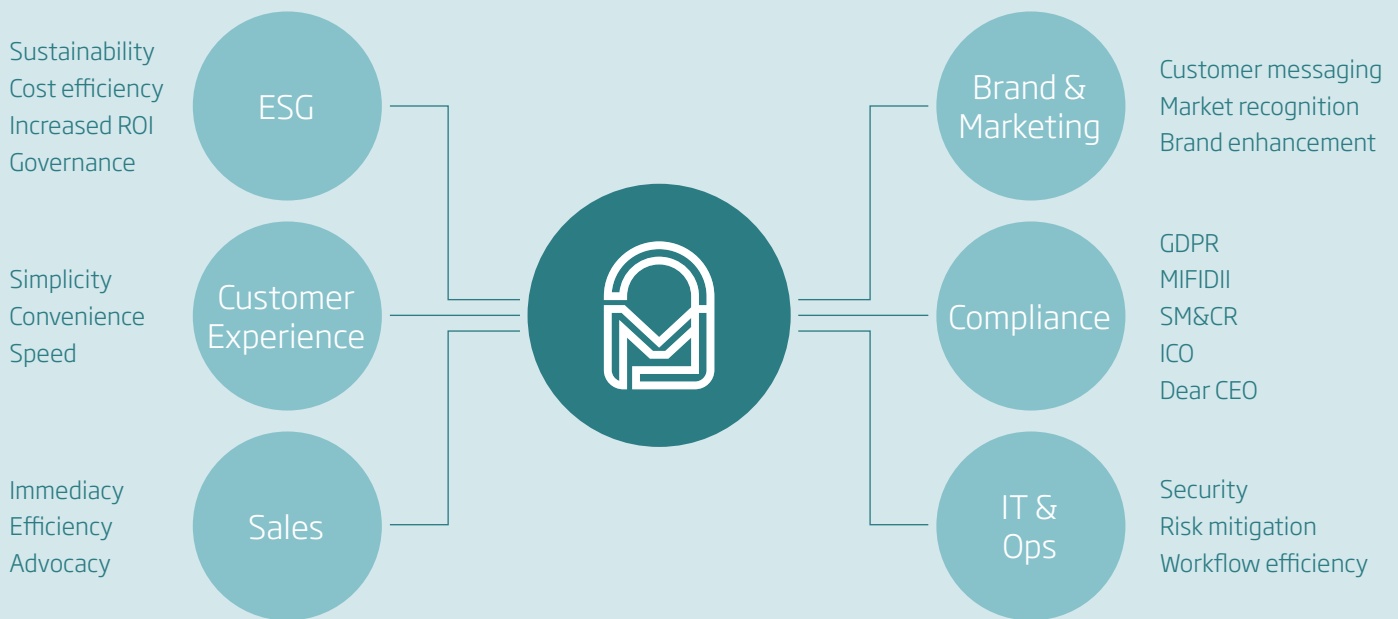 Sustainability
Cost efficiency
Increased ROI
Governance
ESG
Simplicity
Convenience
Speed
Customer
Experience
Immediacy
Efficiency
Advocacy
Sales
Brand &
Marketing
Customer messaging
Market recognition
Brand enhancement
Compliance
GDPR
MIFIDII
SM&CR
ICO
Dear CEO
IT &
Ops
Security
Risk mitigation
Workflow efficiency